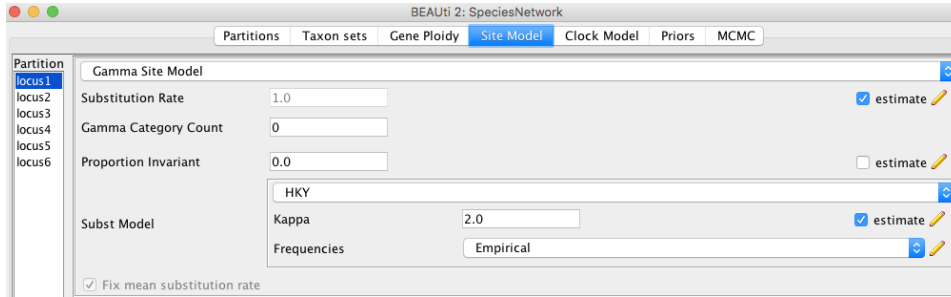 BEAUti 2: SpeciesNetwork
Partitions Taxon sets Gene Ploidy Site Model Clock Model Priors MCMC
Partition
locus1
locus2
locus3
locus4
locus5
locus6
Gamma Site Model
Substitution Rate 1.0 estimate
Gamma Category Count 0
Proportion Invariant 0.0 estimate
HKY
Subst Model
Kappa 2.0 estimate
Frequencies Empirical
Fix mean substitution rate